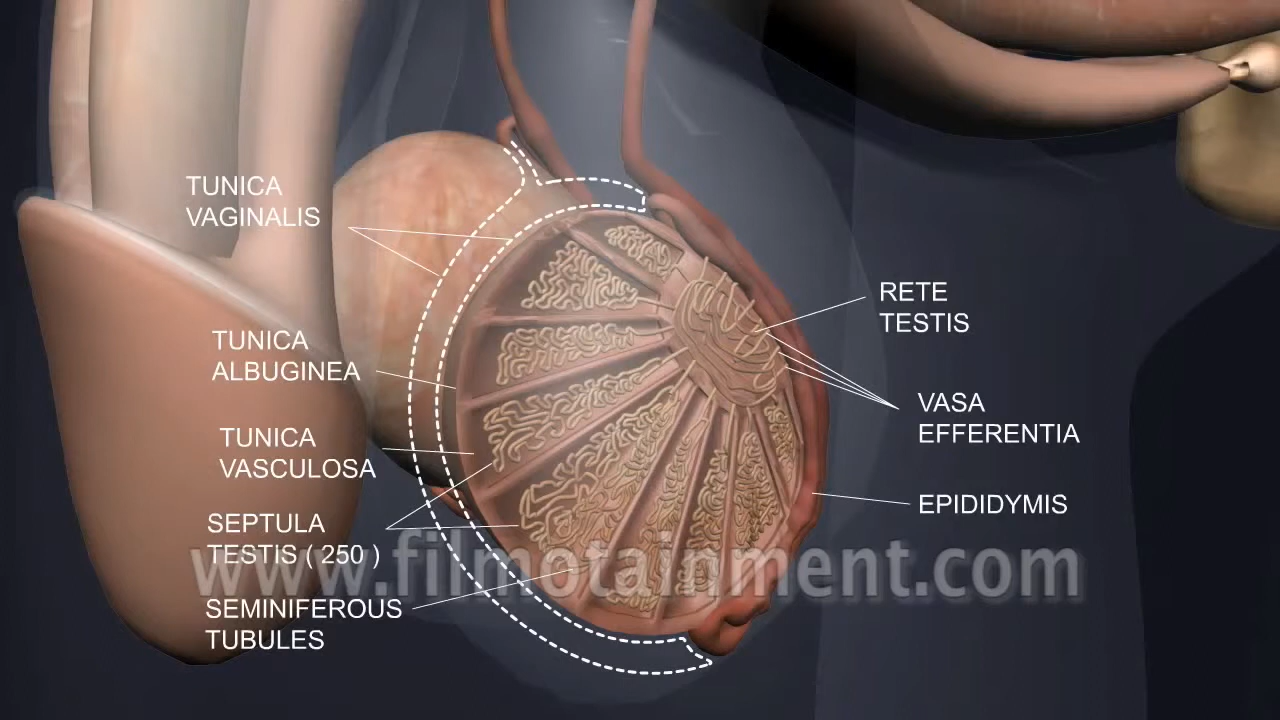 TUNICA
VAGINALIS
TUNICA
ALBUGINEA
TUNICA
VASCULOSA
SEPTULA
TESTIS ( 250 )
SEMINIFEROUS
TUBULES
RETE
TESTIS
VASA
EFFERENTIA
EPIDIDYMIS
www.filmotainment.com